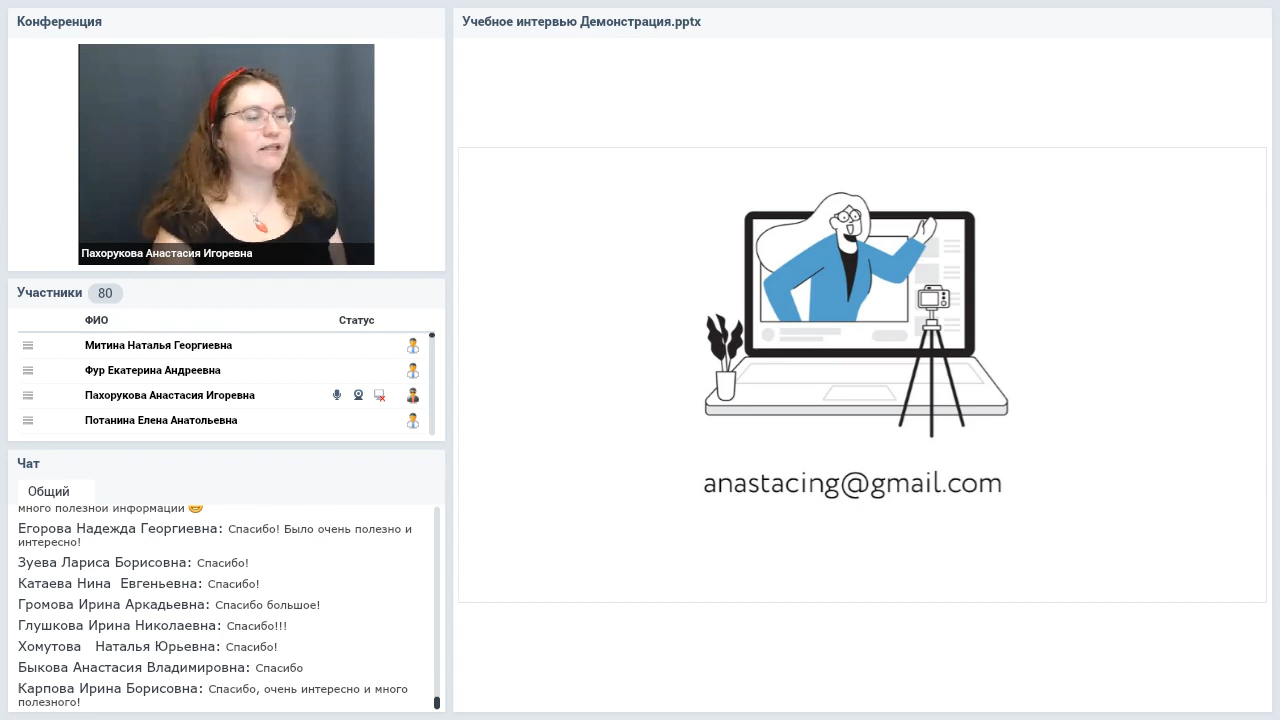 Конференция
Пахорукова Анастасия Игоревна
Участники 80
ФИО Статус
Митина Наталья Георгиевна
Фур Екатерина Андреевна
Пахорукова Анастасия Игоревна
Потанина Елена Анатольевна
Чат
Общий
много полезной информации
Егорова Надежда Георгиевна: Спасибо! Было очень полезно и
интересно!
Зуева Лариса Борисовна: Спасибо!
Катаева Нина Евгеньевна: Спасибо!
Громова Ирина Аркадьевна: Спасибо большое!
Глушкова Ирина Николаевна: Спасибо!!!
Хомутова Наталья Юрьевна: Спасибо!
Быкова Анастасия Владимировна: Спасибо
Карпова Ирина Борисовна: Спасибо, очень интересно и много
полезного!
Учебное интервью Демонстрация.pptx
anastacing@gmail.com